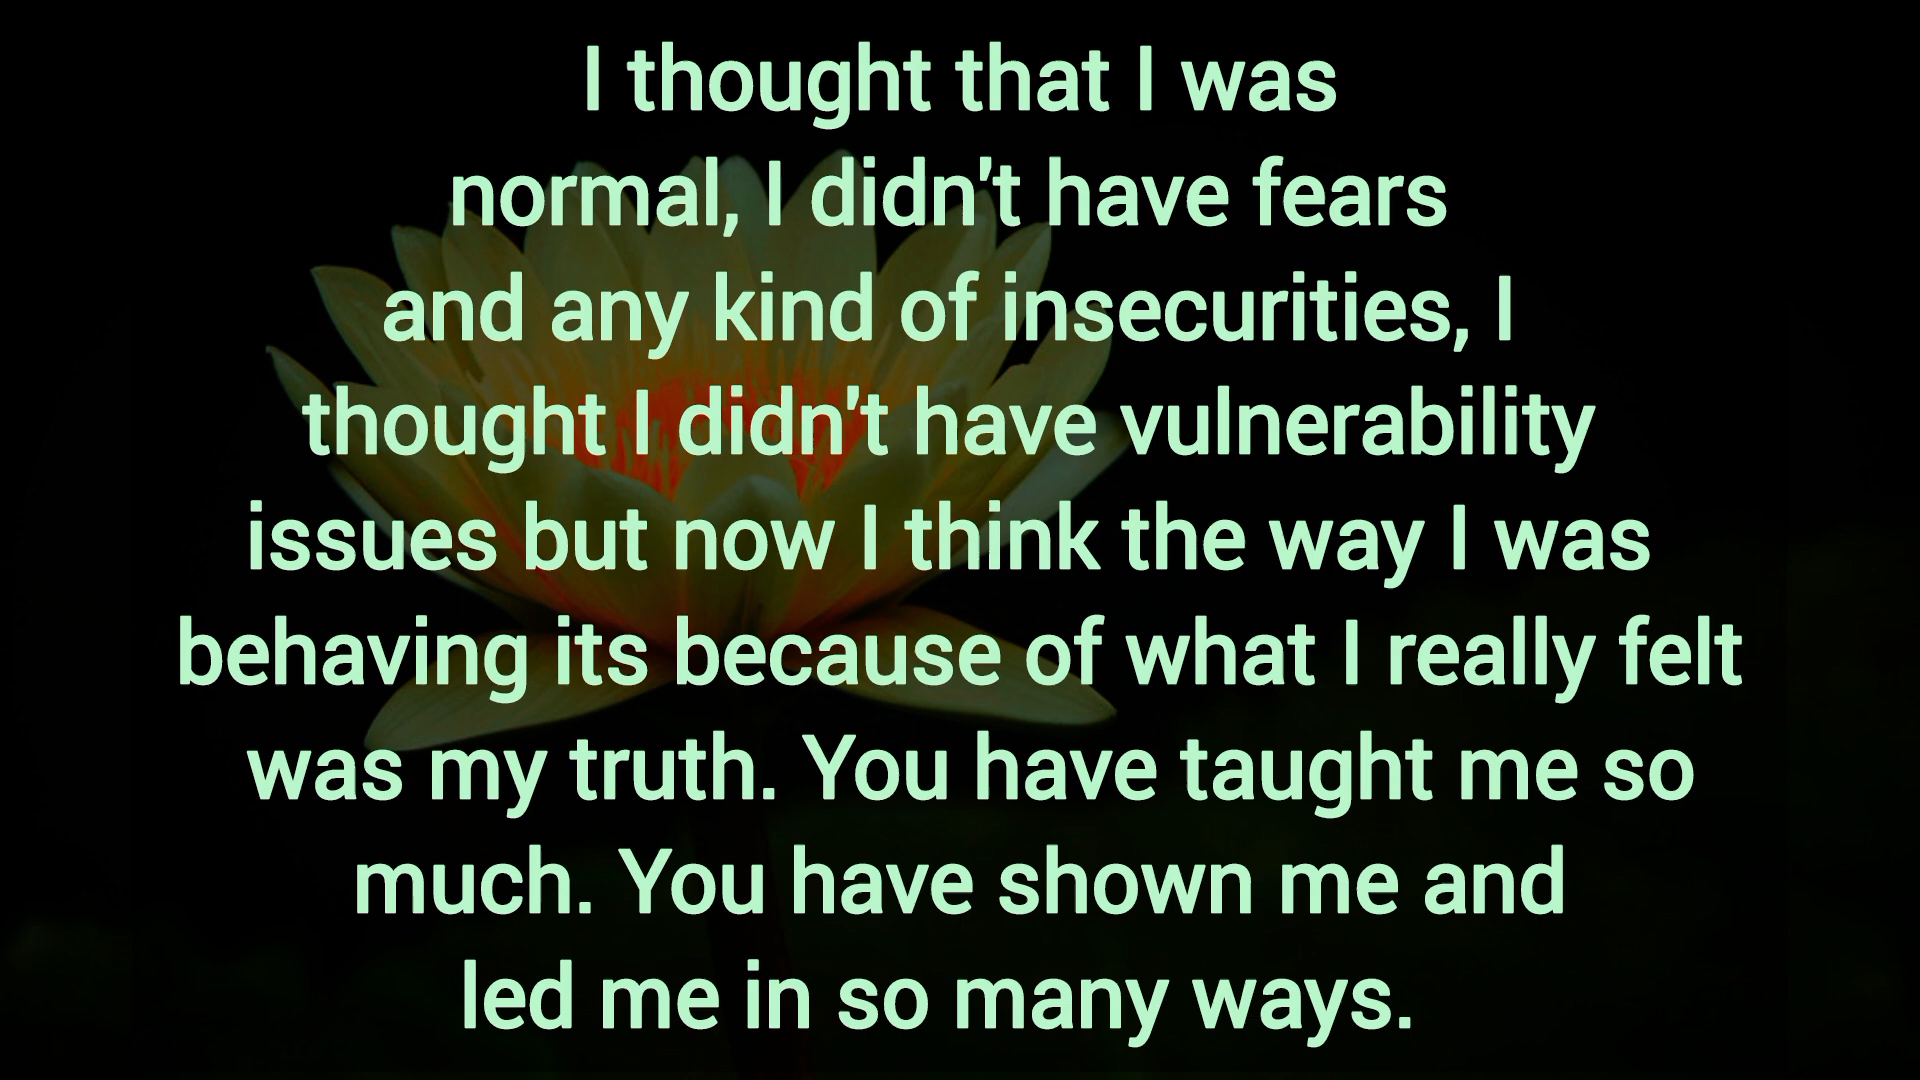 I thought that I was
normal, I didn't have fears
and any kind of insecurities, I
thought I didn't have vulnerability
issues but now I think the way I was
behaving its because of what I really felt
was my truth. You have taught me so
much. You have shown me and
led me in so many ways.